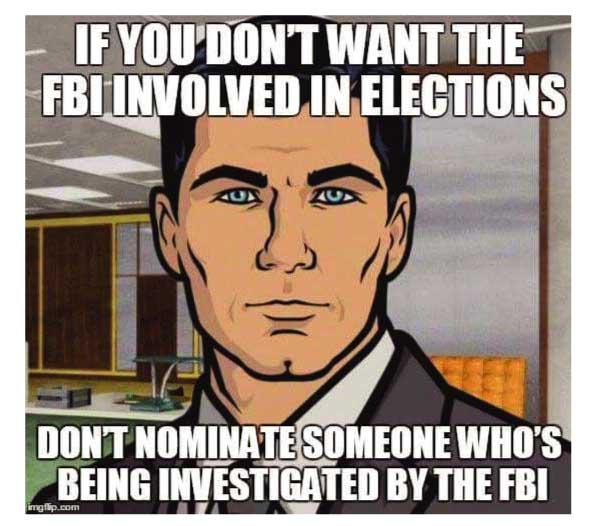 IF YOU DON'T WANT THE
FBI INVOLVED IN ELECTIONS
DON'T NOMINATE SOMEONE WHO'S
BEING INVESTIGATED BY THE FBI
imgflip.com